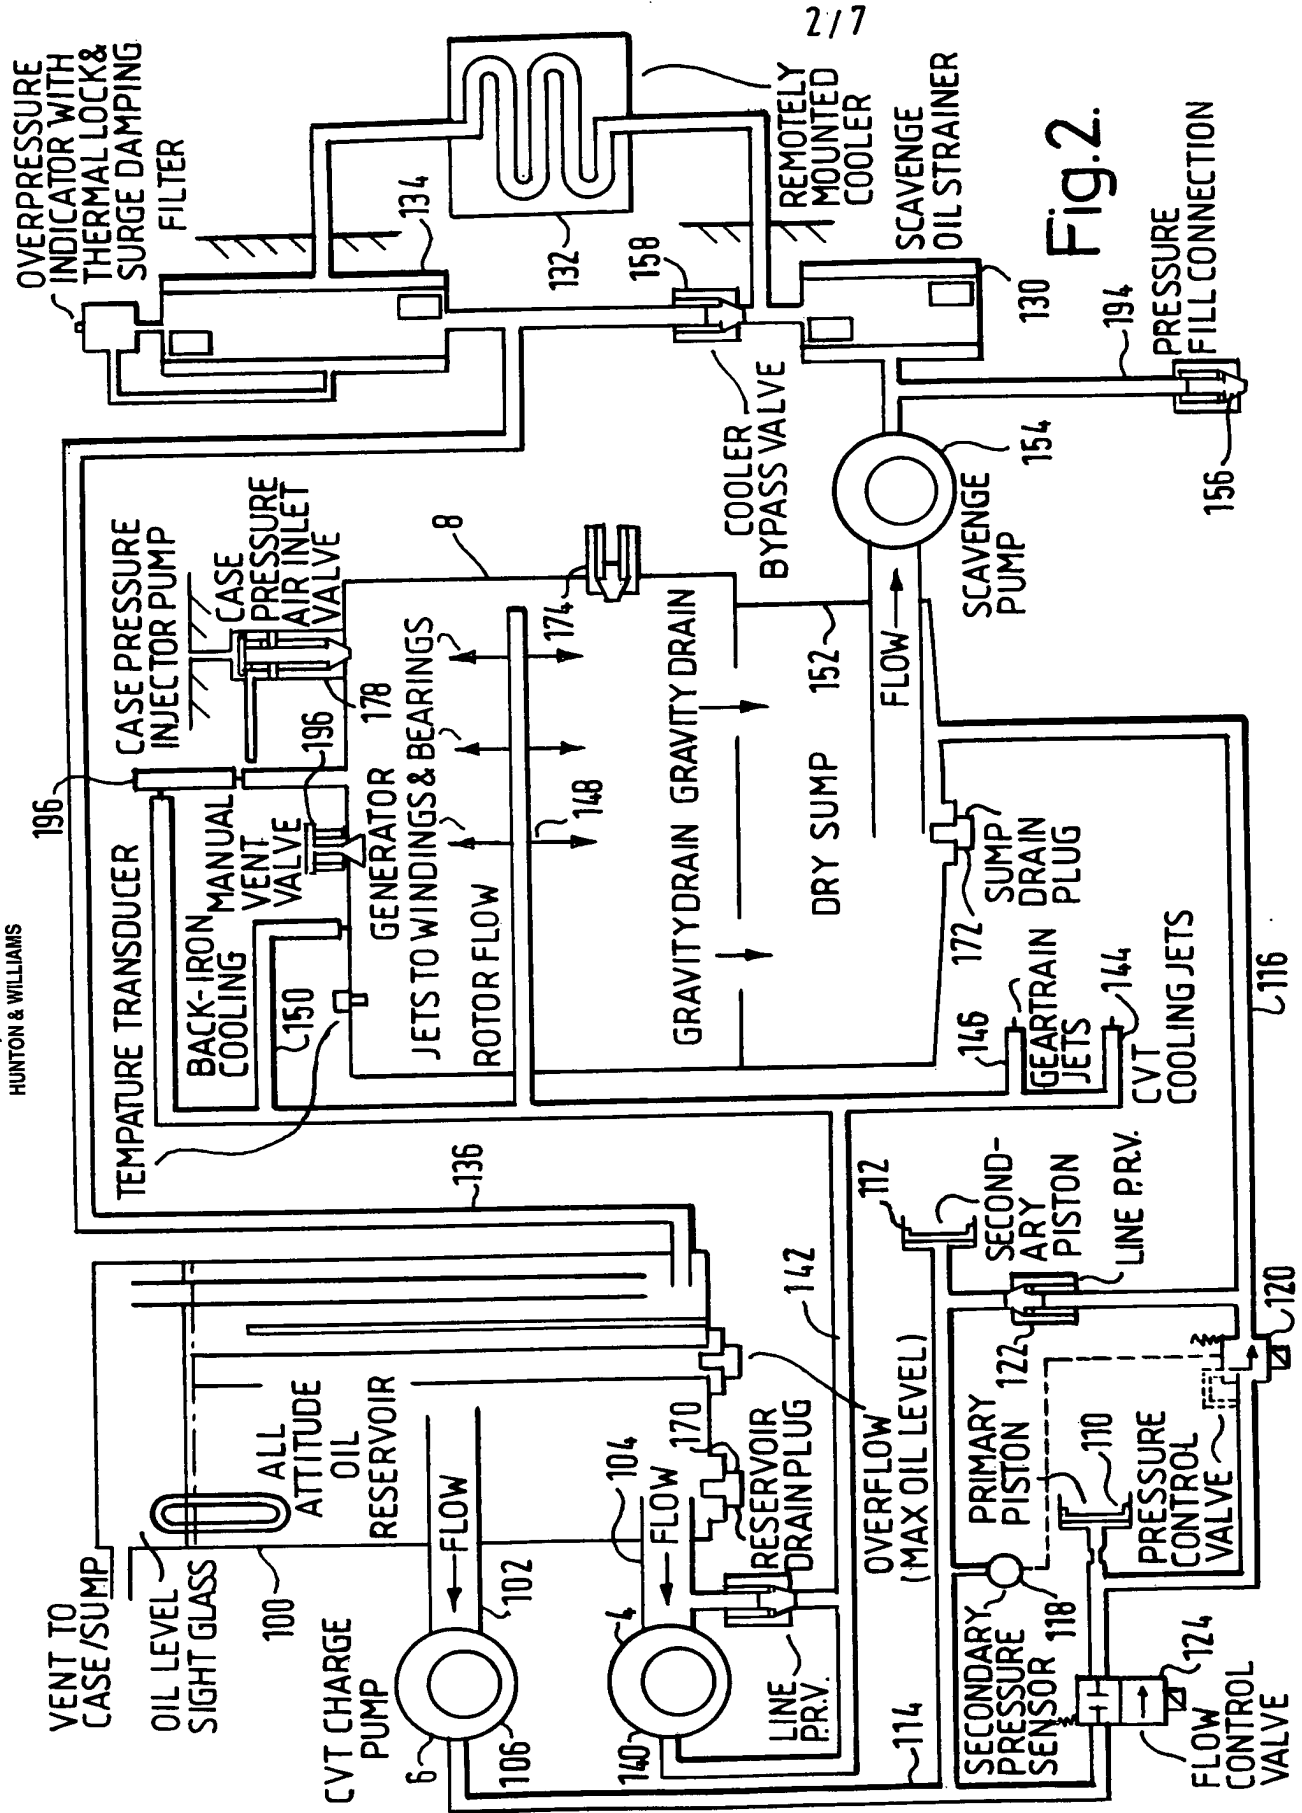 HUNTON & WILLIAMS
2/7
OVERPRESSURE
INDICATOR WITH
THERMAL LOCK&
SURGE DAMPING
FILTER
134
132
REMOTELY
MOUNTED
COOLER
158
SCAVENGE
OIL STRAINER
130
Fig.2.
194
PRESSURE
FILL CONNECTION
156
COOLER
BYPASS VALVE
154
SCAVENGE
PUMP
CASE PRESSURE
INJECTOR PUMP
CASE
PRESSURE
AIR INLET
VALVE
8
178
174
196
196
MANUAL
VENT
VALVE
TEMPATURE TRANSDUCER
BACK-IRON
COOLING
150
GENERATOR
JETS TO WINDINGS & BEARINGS
ROTOR FLOW
148
GRAVITY DRAIN
GRAVITY DRAIN
GRAVITY DRAIN
DRY SUMP
152
FLOW
172
SUMP
DRAIN
PLUG
146
GEARTRAIN
JETS
144
CVT
COOLING JETS
116
136
VENT TO
CASE/SUMP
OIL LEVEL
SIGHT GLASS
100
ALL
ATTITUDE
OIL
RESERVOIR
CVT CHARGE
PUMP
6
106
FLOW
102
104
FLOW
4
140
170
RESERVOIR
DRAIN PLUG
LINE
P.R.V.
142
OVERFLOW
(MAX OIL LEVEL)
112
SECOND-
ARY
PISTON
LINE P.R.V.
122
114
PRIMARY
PISTON
110
SECONDARY
PRESSURE
SENSOR
118
PRESSURE
CONTROL
VALVE
120
124
FLOW
CONTROL
VALVE